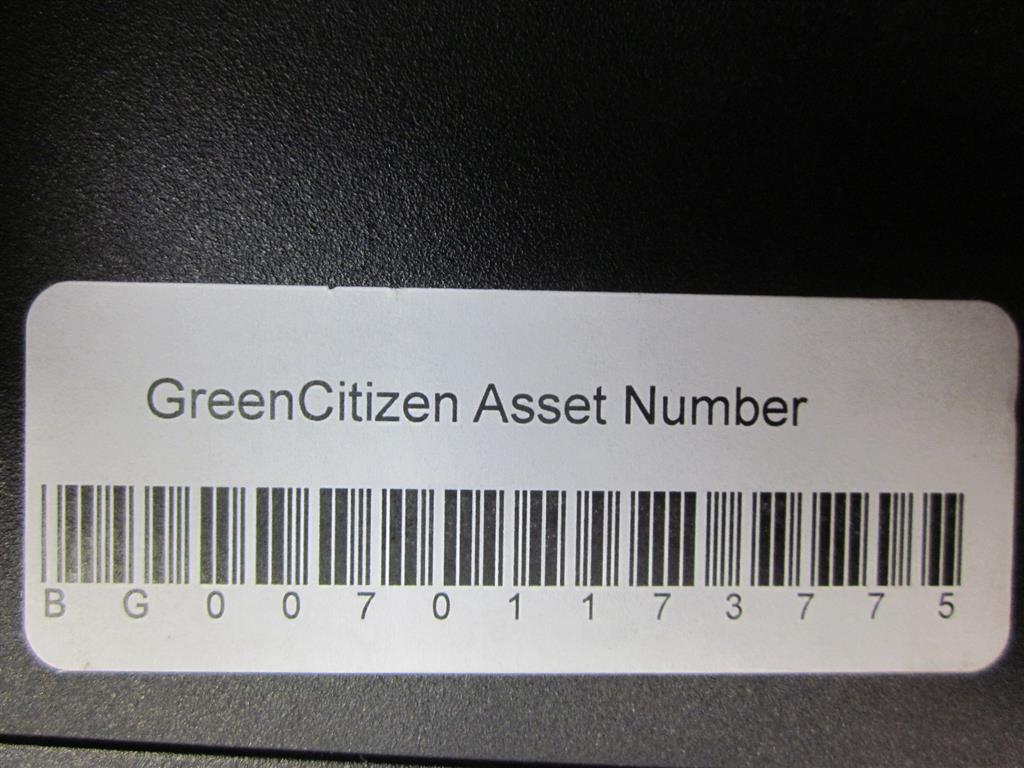 GreenCitizen Asset Number
B G 0 0 7 0 1 1 7 3 7 7 5